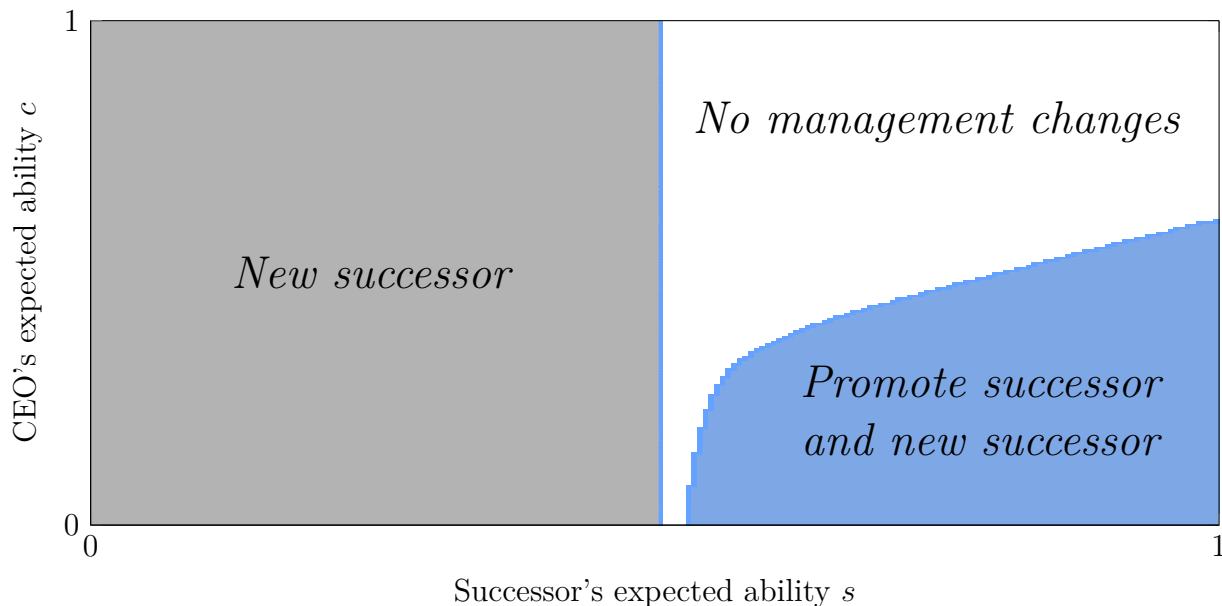 1
CEO's expected ability c
No management changes
New successor
Promote successor
and new successor
0
0
1
Successor's expected ability s